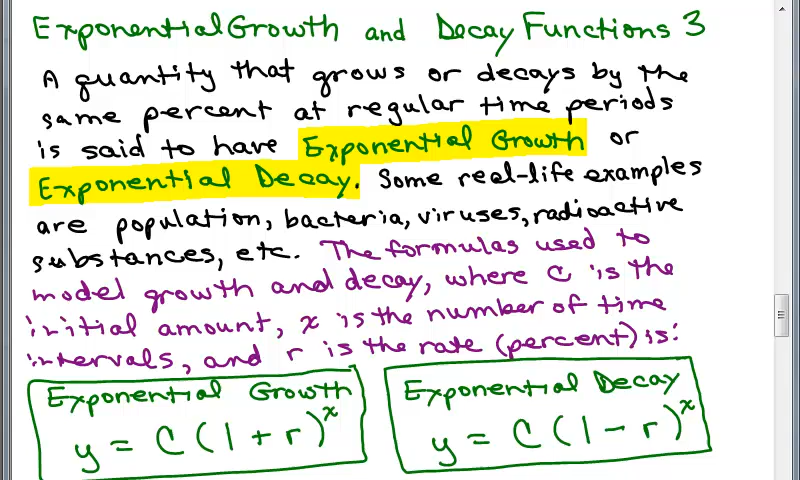 Exponential Growth and Decay Functions 3
A quantity that grows or decays by the
same percent at regular time periods
is said to have Exponential Growth or
Exponential Decay. Some real-life examples
are population, bacteria, viruses, radioactive
substances, etc. The formulas used to
model growth and decay, where C is the
initial amount, x is the number of time
intervals, and r is the rate (percent) is:
Exponential Growth
y = C(1+r)^x
Exponential Decay
y = C(1-r)^x